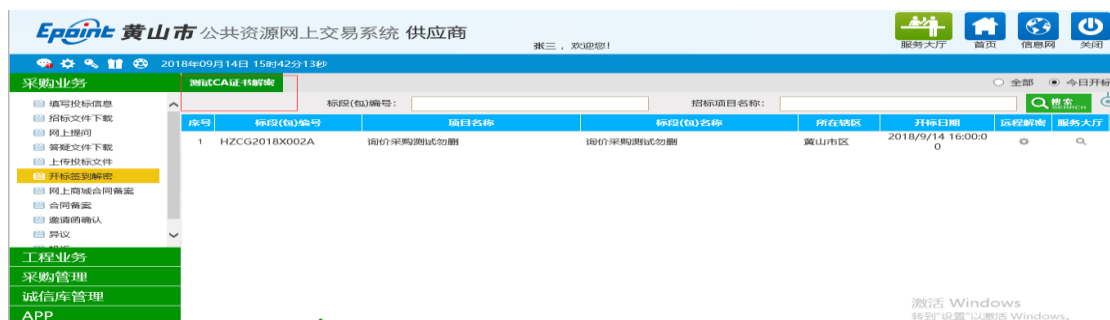 Epoint 黄山市公共资源网上交易系统 供应商
张三 , 欢迎您!
服务大厅 首页 信息网 关闭
2018年09月14日 15时42分13秒
采购业务
测试CA证书解密
全部 今日开标
填写投标信息
标段(包)编号:
招标项目名称:
搜索
SEARCH
招标文件下载
序号 标段(包)编号 项目名称 标段(包)名称 所在辖区 开标日期 远程解密 服务大厅
网上提问
1 HZCG2018X002A 询价采购测试勿删 询价采购测试勿删 黄山市区 2018/9/14 16:00:0
0
答疑文件下载
上传投标文件
开标签到解密
网上商城合同备案
合同备案
邀请函确认
异议
工程业务
采购管理
诚信库管理
APP
激活 Windows
转到"设置"以激活 Windows。